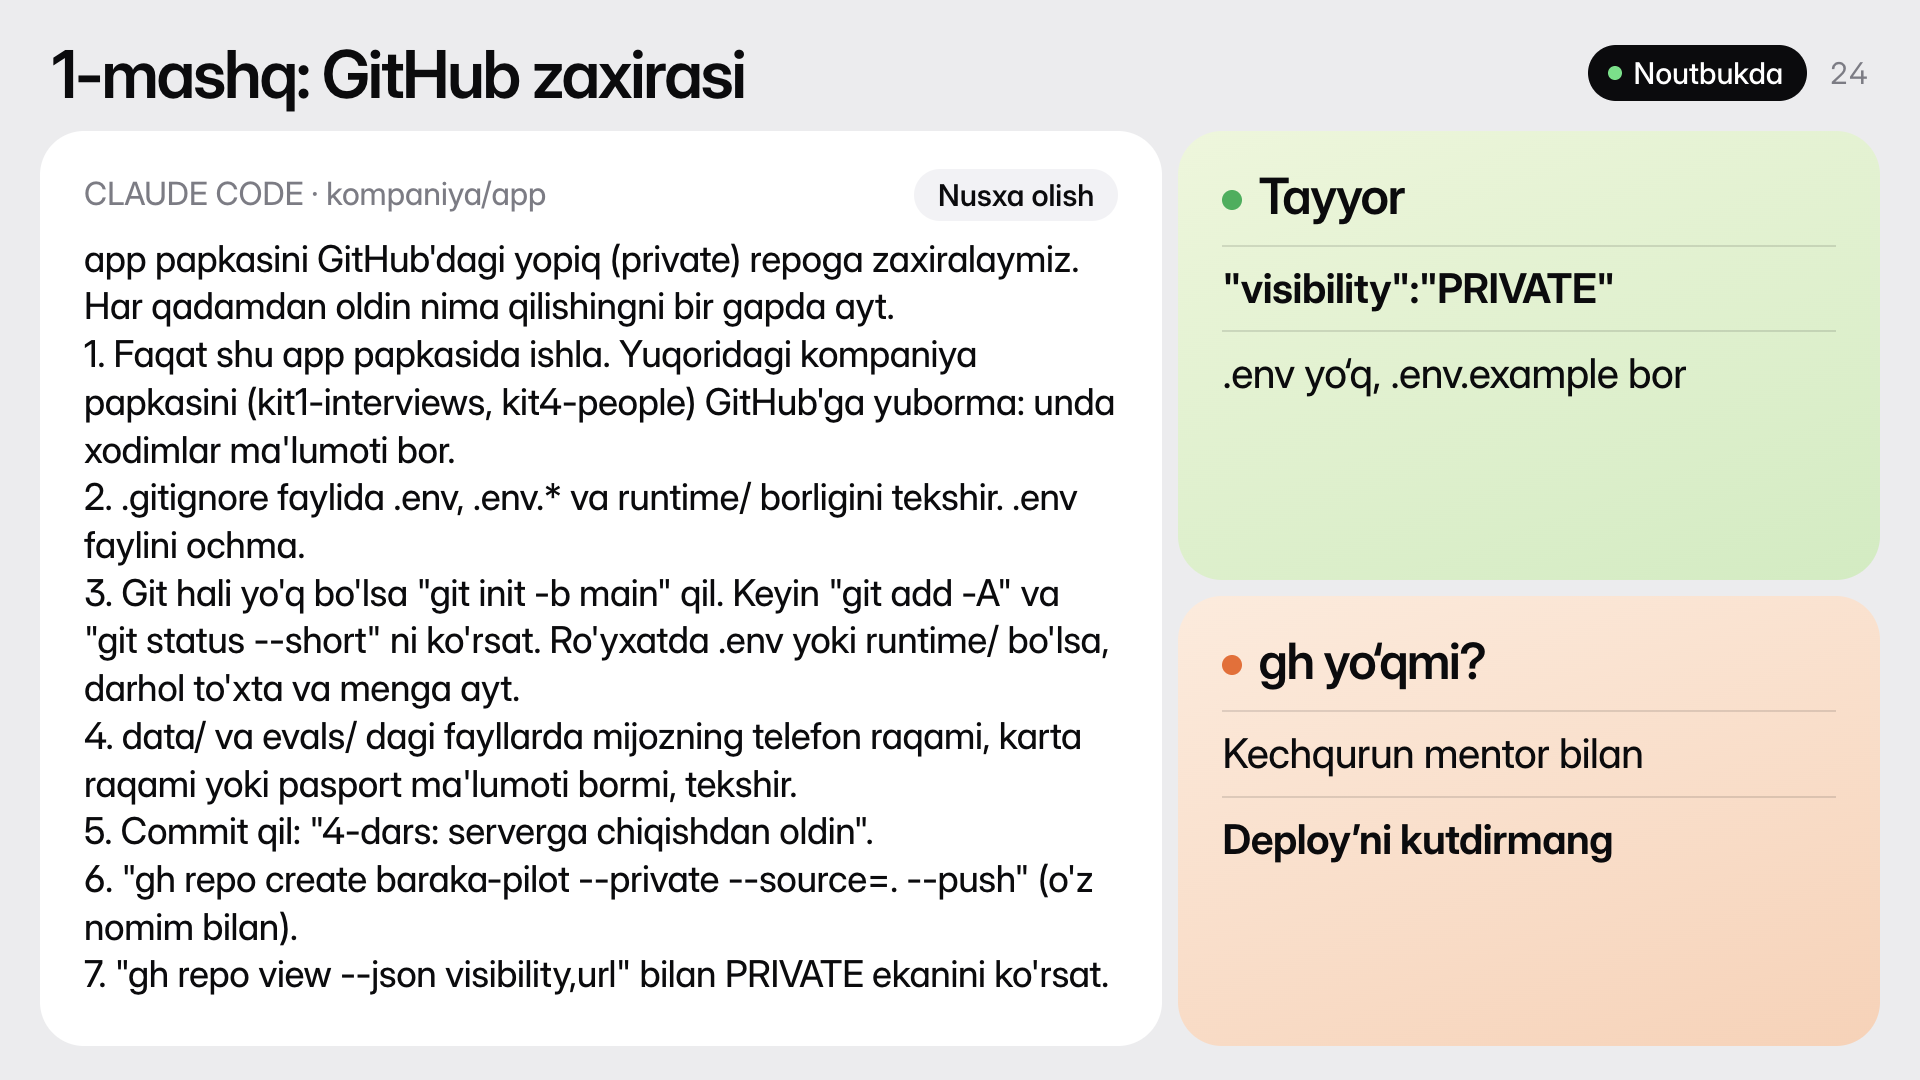 1-mashq: GitHub zaxirasi
Noutbukda
24
CLAUDE CODE · kompaniya/app
Nusxa olish
app papkasini GitHub'dagi yopiq (private) repoga zaxiralaymiz.
Har qadamdan oldin nima qilishingni bir gapda ayt.
1. Faqat shu app papkasida ishla. Yuqoridagi kompaniya
papkasini (kit1-interviews, kit4-people) GitHub'ga yuborma: unda
xodimlar ma'lumoti bor.
2. .gitignore faylida .env, .env.* va runtime/ borligini tekshir. .env
faylini ochma.
3. Git hali yo'q bo'lsa "git init -b main" qil. Keyin "git add -A" va
"git status --short" ni ko'rsat. Ro'yxatda .env yoki runtime/ bo'lsa,
darhol to'xta va menga ayt.
4. data/ va evals/ dagi fayllarda mijozning telefon raqami, karta
raqami yoki pasport ma'lumoti bormi, tekshir.
5. Commit qil: "4-dars: serverga chiqishdan oldin".
6. "gh repo create baraka-pilot --private --source=. --push" (o'z
nomim bilan).
7. "gh repo view --json visibility,url" bilan PRIVATE ekanini ko'rsat.
Tayyor
"visibility":"PRIVATE"
.env yo‘q, .env.example bor
gh yo‘qmi?
Kechqurun mentor bilan
Deploy’ni kutdirmang